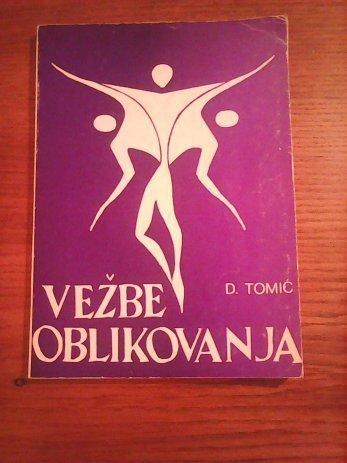 D. TOMIĆ
VEŽBE
OBLIKOVANJA